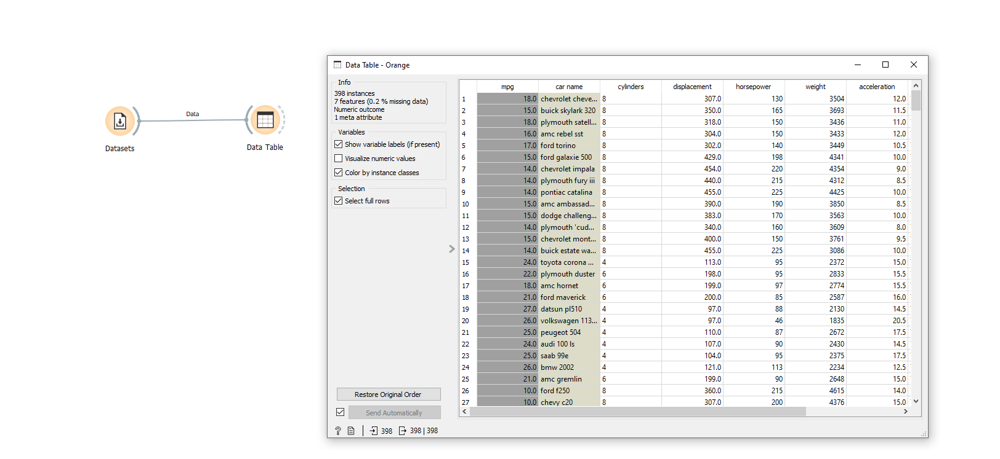 Datasets
Data
Data Table
Data Table - Orange
Info
398 instances
7 features (0.2 % missing data)
Numeric outcome
1 meta attribute
Variables
Show variable labels (if present)
Visualize numeric values
Color by instance classes
Selection
Select full rows
Restore Original Order
Send Automatically
? 398 398 | 398
mpg car name cylinders displacement horsepower weight acceleration
1 18.0 chevrolet cheve... 8 307.0 130 3504 12.0
2 15.0 buick skylark 320 8 350.0 165 3693 11.5
3 18.0 plymouth satell... 8 318.0 150 3436 11.0
4 16.0 amc rebel sst 8 304.0 150 3433 12.0
5 17.0 ford torino 8 302.0 140 3449 10.5
6 15.0 ford galaxie 500 8 429.0 198 4341 10.0
7 14.0 chevrolet impala 8 454.0 220 4354 9.0
8 14.0 plymouth fury iii 8 440.0 215 4312 8.5
9 14.0 pontiac catalina 8 455.0 225 4425 10.0
10 15.0 amc ambassad... 8 390.0 190 3850 8.5
11 15.0 dodge challeng... 8 383.0 170 3563 10.0
12 14.0 plymouth 'cud... 8 340.0 160 3609 8.0
13 15.0 chevrolet mont... 8 400.0 150 3761 9.5
14 14.0 buick estate wa... 8 455.0 225 3086 10.0
15 24.0 toyota corona ... 4 113.0 95 2372 15.0
16 22.0 plymouth duster 6 198.0 95 2833 15.5
17 18.0 amc hornet 6 199.0 97 2774 15.5
18 21.0 ford maverick 6 200.0 85 2587 16.0
19 27.0 datsun pl510 4 97.0 88 2130 14.5
20 26.0 volkswagen 113... 4 97.0 46 1835 20.5
21 25.0 peugeot 504 4 110.0 87 2672 17.5
22 24.0 audi 100 ls 4 107.0 90 2430 14.5
23 25.0 saab 99e 4 104.0 95 2375 17.5
24 26.0 bmw 2002 4 121.0 113 2234 12.5
25 21.0 amc gremlin 6 199.0 90 2648 15.0
26 10.0 ford f250 8 360.0 215 4615 14.0
27 10.0 chevy c20 8 307.0 200 4376 15.0